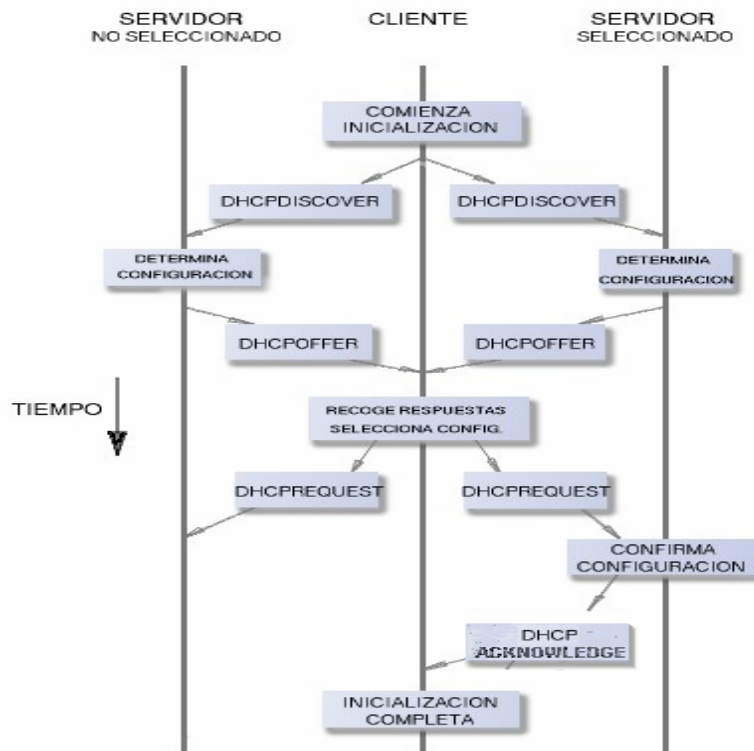 SERVIDOR
NO SELECCIONADO
CLIENTE
SERVIDOR
SELECCIONADO
COMIENZA
INICIALIZACION
DHCPDISCOVER
DHCPDISCOVER
DETERMINA
CONFIGURACION
DETERMINA
CONFIGURACION
DHCPOFFER
DHCPOFFER
TIEMPO
RECOGE RESPUESTAS
SELECCIONA CONFIG.
DHCPREQUEST
DHCPREQUEST
CONFIRMA
CONFIGURACION
DHCP
ACKNOWLEDGE
INICIALIZACION
COMPLETA